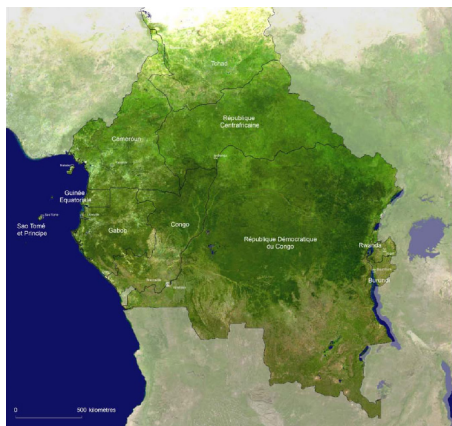 Tchad
République
Centrafricaine
Cameroun
Guinée
Equatoriale
Sao Tomé
et Principe
Gabon
Congo
République Démocratique
du Congo
Rwanda
Burundi
0 500 kilomètres